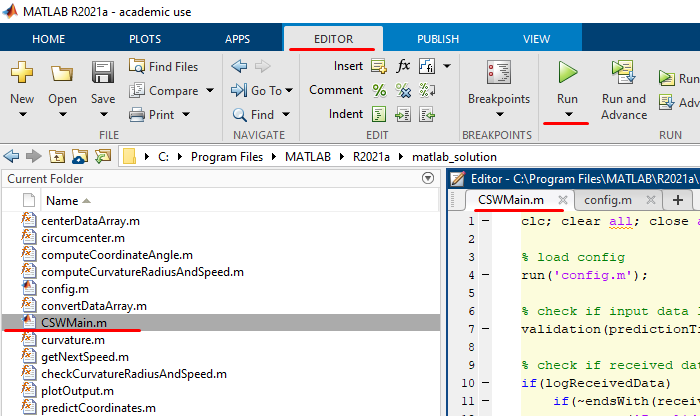 MATLAB R2021a - academic use
HOME PLOTS APPS EDITOR PUBLISH VIEW
New Open Save Find Files Compare Print
Go To Find
Insert fx fi
Comment % %
Indent
Breakpoints
Run Run and Advance Run
Adv
FILE NAVIGATE EDIT BREAKPOINTS RUN
C: Program Files MATLAB R2021a matlab_solution
Current Folder
Name
centerDataArray.m
circumcenter.m
computeCoordinateAngle.m
computeCurvatureRadiusAndSpeed.m
config.m
convertDataArray.m
CSWMain.m
curvature.m
getNextSpeed.m
checkCurvatureRadiusAndSpeed.m
plotOutput.m
predictCoordinates.m
Editor - C:\Program Files\MATLAB\R2021a\
CSWMain.m config.m +
1 - clc; clear all; close a
2
3 % load config
4 - run('config.m');
5
6 % check if input data l
7 - validation(predictionTi
8
9 % check if received dat
10 - if(logReceivedData)
11 - if(~endsWith(receiv